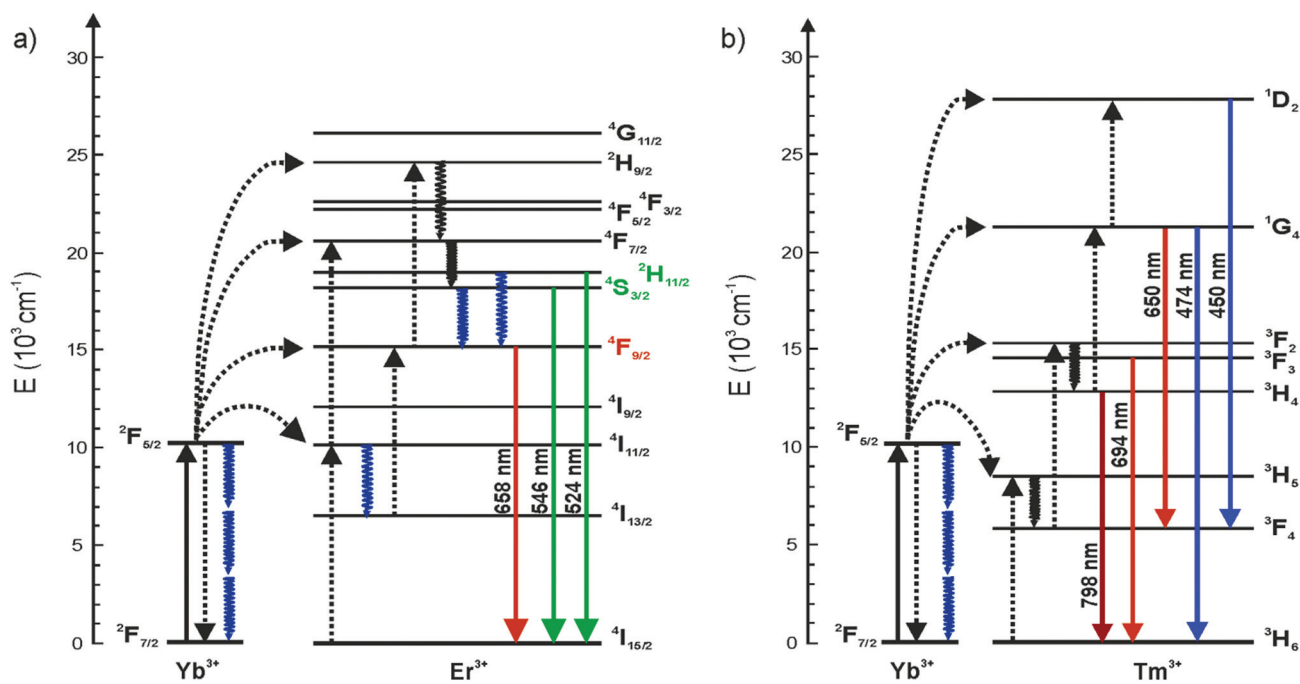 a)
E (10³ cm⁻¹)
30
25
20
15
10
5
0
⁴G₁₁/₂
²H₉/₂
⁴F₃/₂
⁴F₅/₂
⁴F₇/₂
²H₁₁/₂
⁴S₃/₂
⁴F₉/₂
⁴I₉/₂
²F₅/₂
⁴I₁₁/₂
⁴I₁₃/₂
658 nm
546 nm
524 nm
²F₇/₂
⁴I₁₅/₂
Yb³⁺
Er³⁺
b)
E (10³ cm⁻¹)
30
25
20
15
10
5
0
¹D₂
¹G₄
650 nm
474 nm
450 nm
³F₂
³F₃
³H₄
694 nm
²F₅/₂
³H₅
³F₄
798 nm
²F₇/₂
³H₆
Yb³⁺
Tm³⁺